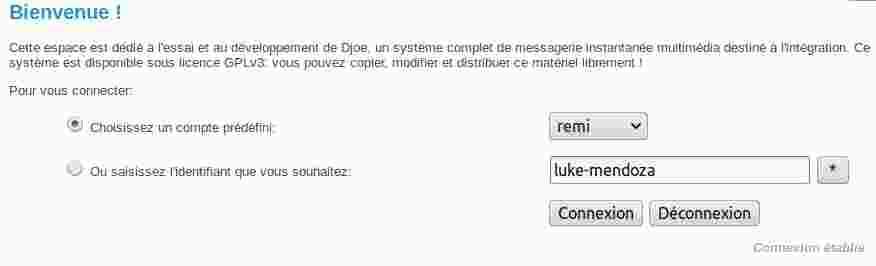 Bienvenue !
Cette espace est dédié à l'essai et au développement de Djoe, un système complet de messagerie instantanée multimédia destiné à l'intégration. Ce
système est disponible sous licence GPLv3: vous pouvez copier, modifier et distribuer ce matériel librement !
Pour vous connecter:
Choisissez un compte prédéfini: remi
Ou saisissez l'identifiant que vous souhaitez: luke-mendoza *
Connexion Déconnexion
Connexion établie